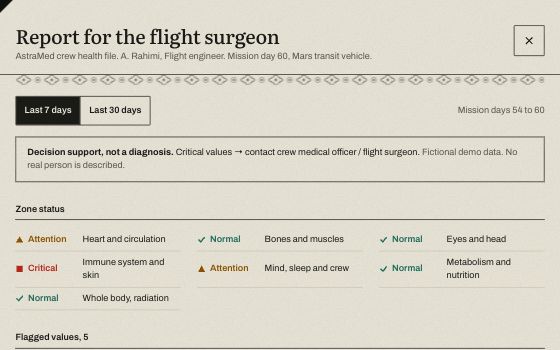 Report for the flight surgeon
AstraMed crew health file. A. Rahimi, Flight engineer. Mission day 60, Mars transit vehicle.
Last 7 days
Last 30 days
Mission days 54 to 60
Decision support, not a diagnosis. Critical values → contact crew medical officer / flight surgeon. Fictional demo data. No
real person is described.
Zone status
Attention Heart and circulation
Normal Bones and muscles
Normal Eyes and head
Critical Immune system and
skin
Attention Mind, sleep and crew
Normal Metabolism and
nutrition
Normal Whole body, radiation
Flagged values, 5